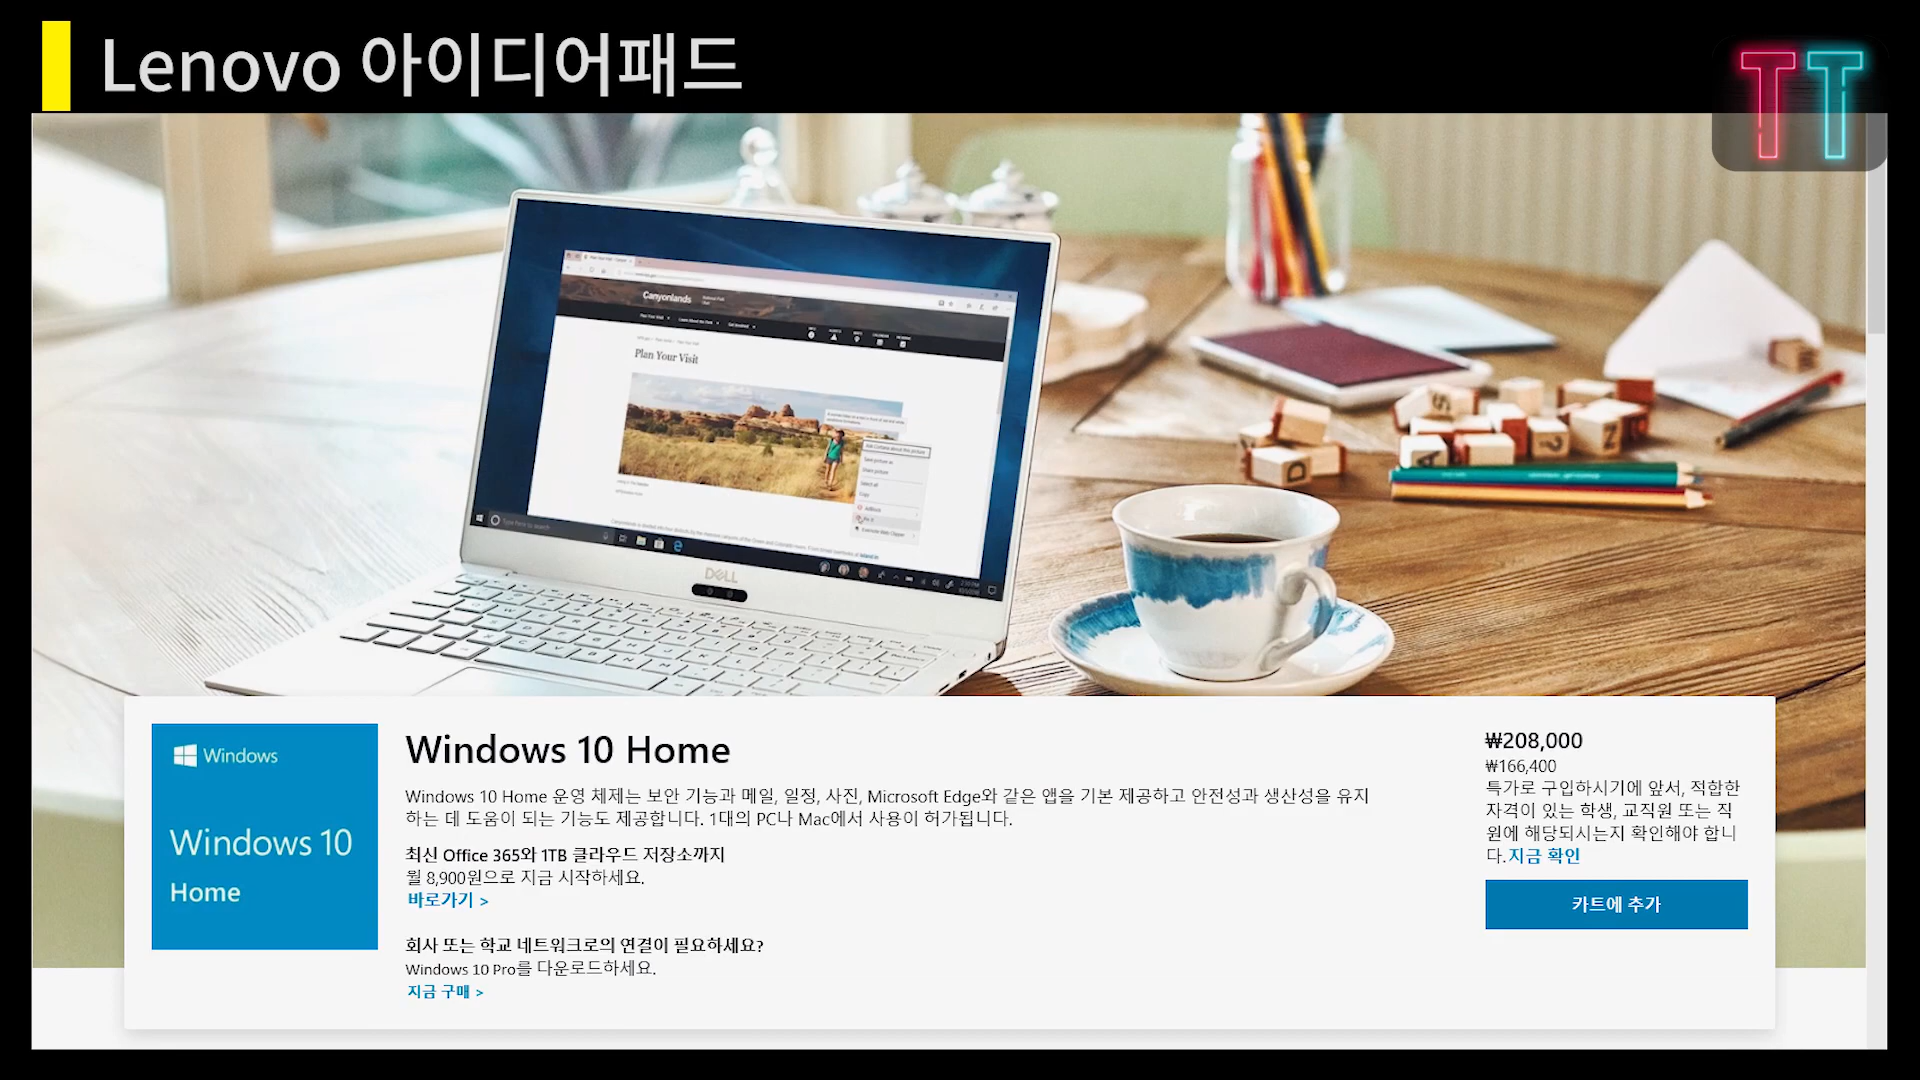 Lenovo 아이디어패드
TT
Canyonlands
Plan Your Visit
DELL
Windows
Windows 10
Home
Windows 10 Home
Windows 10 Home 운영 체제는 보안 기능과 메일, 일정, 사진, Microsoft Edge와 같은 앱을 기본 제공하고 안전성과 생산성을 유지
하는 데 도움이 되는 기능도 제공합니다. 1대의 PC나 Mac에서 사용이 허가됩니다.
최신 Office 365와 1TB 클라우드 저장소까지
월 8,900원으로 지금 시작하세요.
바로가기 >
회사 또는 학교 네트워크로의 연결이 필요하세요?
Windows 10 Pro를 다운로드하세요.
지금 구매 >
₩208,000
₩166,400
특가로 구입하시기에 앞서, 적합한
자격이 있는 학생, 교직원 또는 직
원에 해당되시는지 확인해야 합니
다.지금 확인
카트에 추가